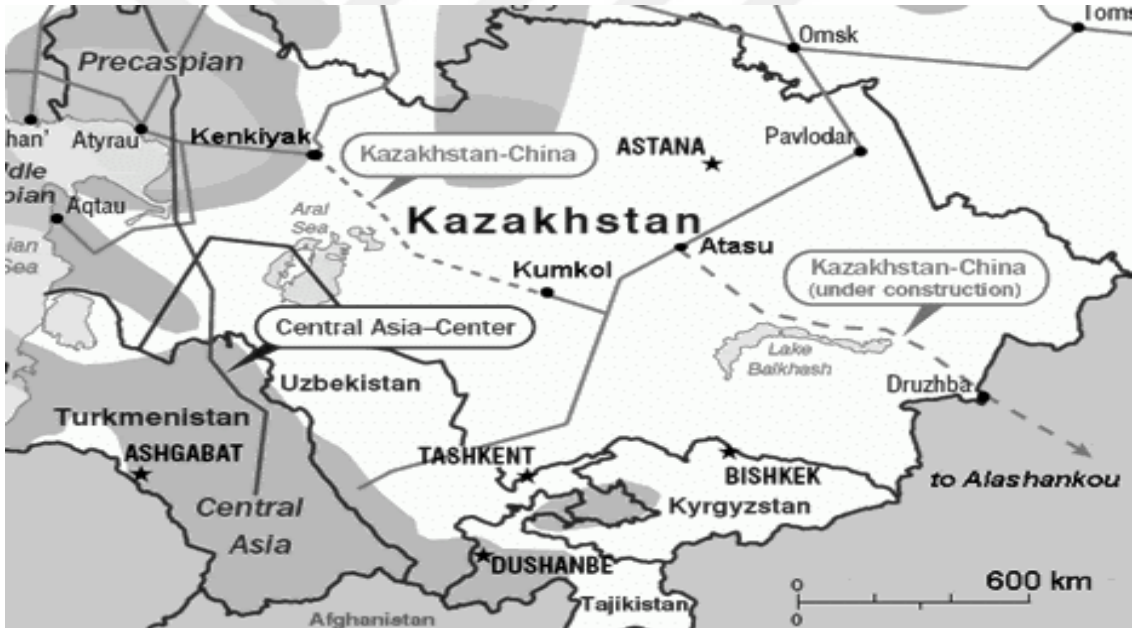 Toms
Omsk
Precaspian
han'
Atyrau
Kenkiyak
Kazakhstan-China
ASTANA
Pavlodar
Aqtau
Aral
Sea
Kazakhstan
Atasu
Kumkol
Kazakhstan-China
(under construction)
Central Asia–Center
Lake
Balkhash
Uzbekistan
Druzhba
Turkmenistan
ASHGABAT
TASHKENT
BISHKEK
to Alashankou
Central
Asia
Kyrgyzstan
DUSHANBE
0
600 km
0
Tajikistan
Afghanistan